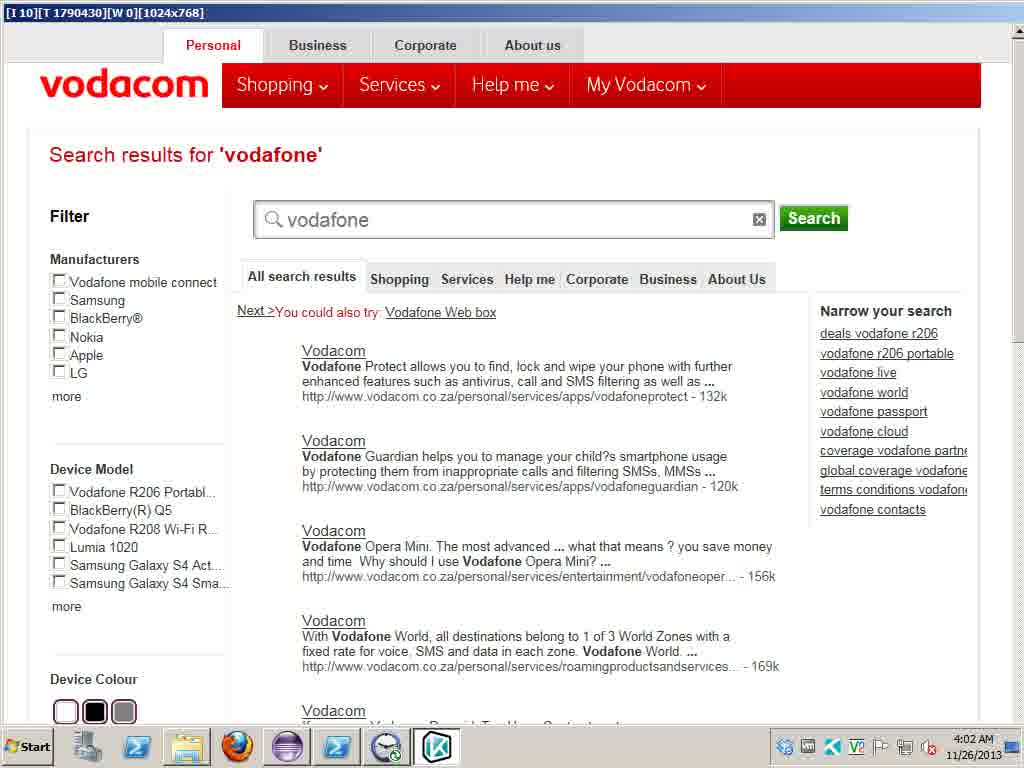 [I 10][T 1790430][W 0][1024x768]
Personal Business Corporate About us
vodacom Shopping Services Help me My Vodacom
Search results for 'vodafone'
Filter
vodafone Search
Manufacturers
Vodafone mobile connect
Samsung
BlackBerry®
Nokia
Apple
LG
more
Device Model
Vodafone R206 Portabl...
BlackBerry(R) Q5
Vodafone R208 Wi-Fi R...
Lumia 1020
Samsung Galaxy S4 Act...
Samsung Galaxy S4 Sma...
more
Device Colour
All search results Shopping Services Help me Corporate Business About Us
Next > You could also try: Vodafone Web box
Vodacom
Vodafone Protect allows you to find, lock and wipe your phone with further
enhanced features such as antivirus, call and SMS filtering as well as ...
http://www.vodacom.co.za/personal/services/apps/vodafoneprotect - 132k
Vodacom
Vodafone Guardian helps you to manage your child?s smartphone usage
by protecting them from inappropriate calls and filtering SMSs, MMSs ...
http://www.vodacom.co.za/personal/services/apps/vodafoneguardian - 120k
Vodacom
Vodafone Opera Mini. The most advanced ... what that means ? you save money
and time Why should I use Vodafone Opera Mini? ...
http://www.vodacom.co.za/personal/services/entertainment/vodafoneoper... - 156k
Vodacom
With Vodafone World, all destinations belong to 1 of 3 World Zones with a
fixed rate for voice, SMS and data in each zone. Vodafone World. ...
http://www.vodacom.co.za/personal/services/roamingproductsandservices... - 169k
Vodacom
Narrow your search
deals vodafone r206
vodafone r206 portable
vodafone live
vodafone world
vodafone passport
vodafone cloud
coverage vodafone partne
global coverage vodafone
terms conditions vodafon
vodafone contacts
Start
4:02 AM
11/26/2013